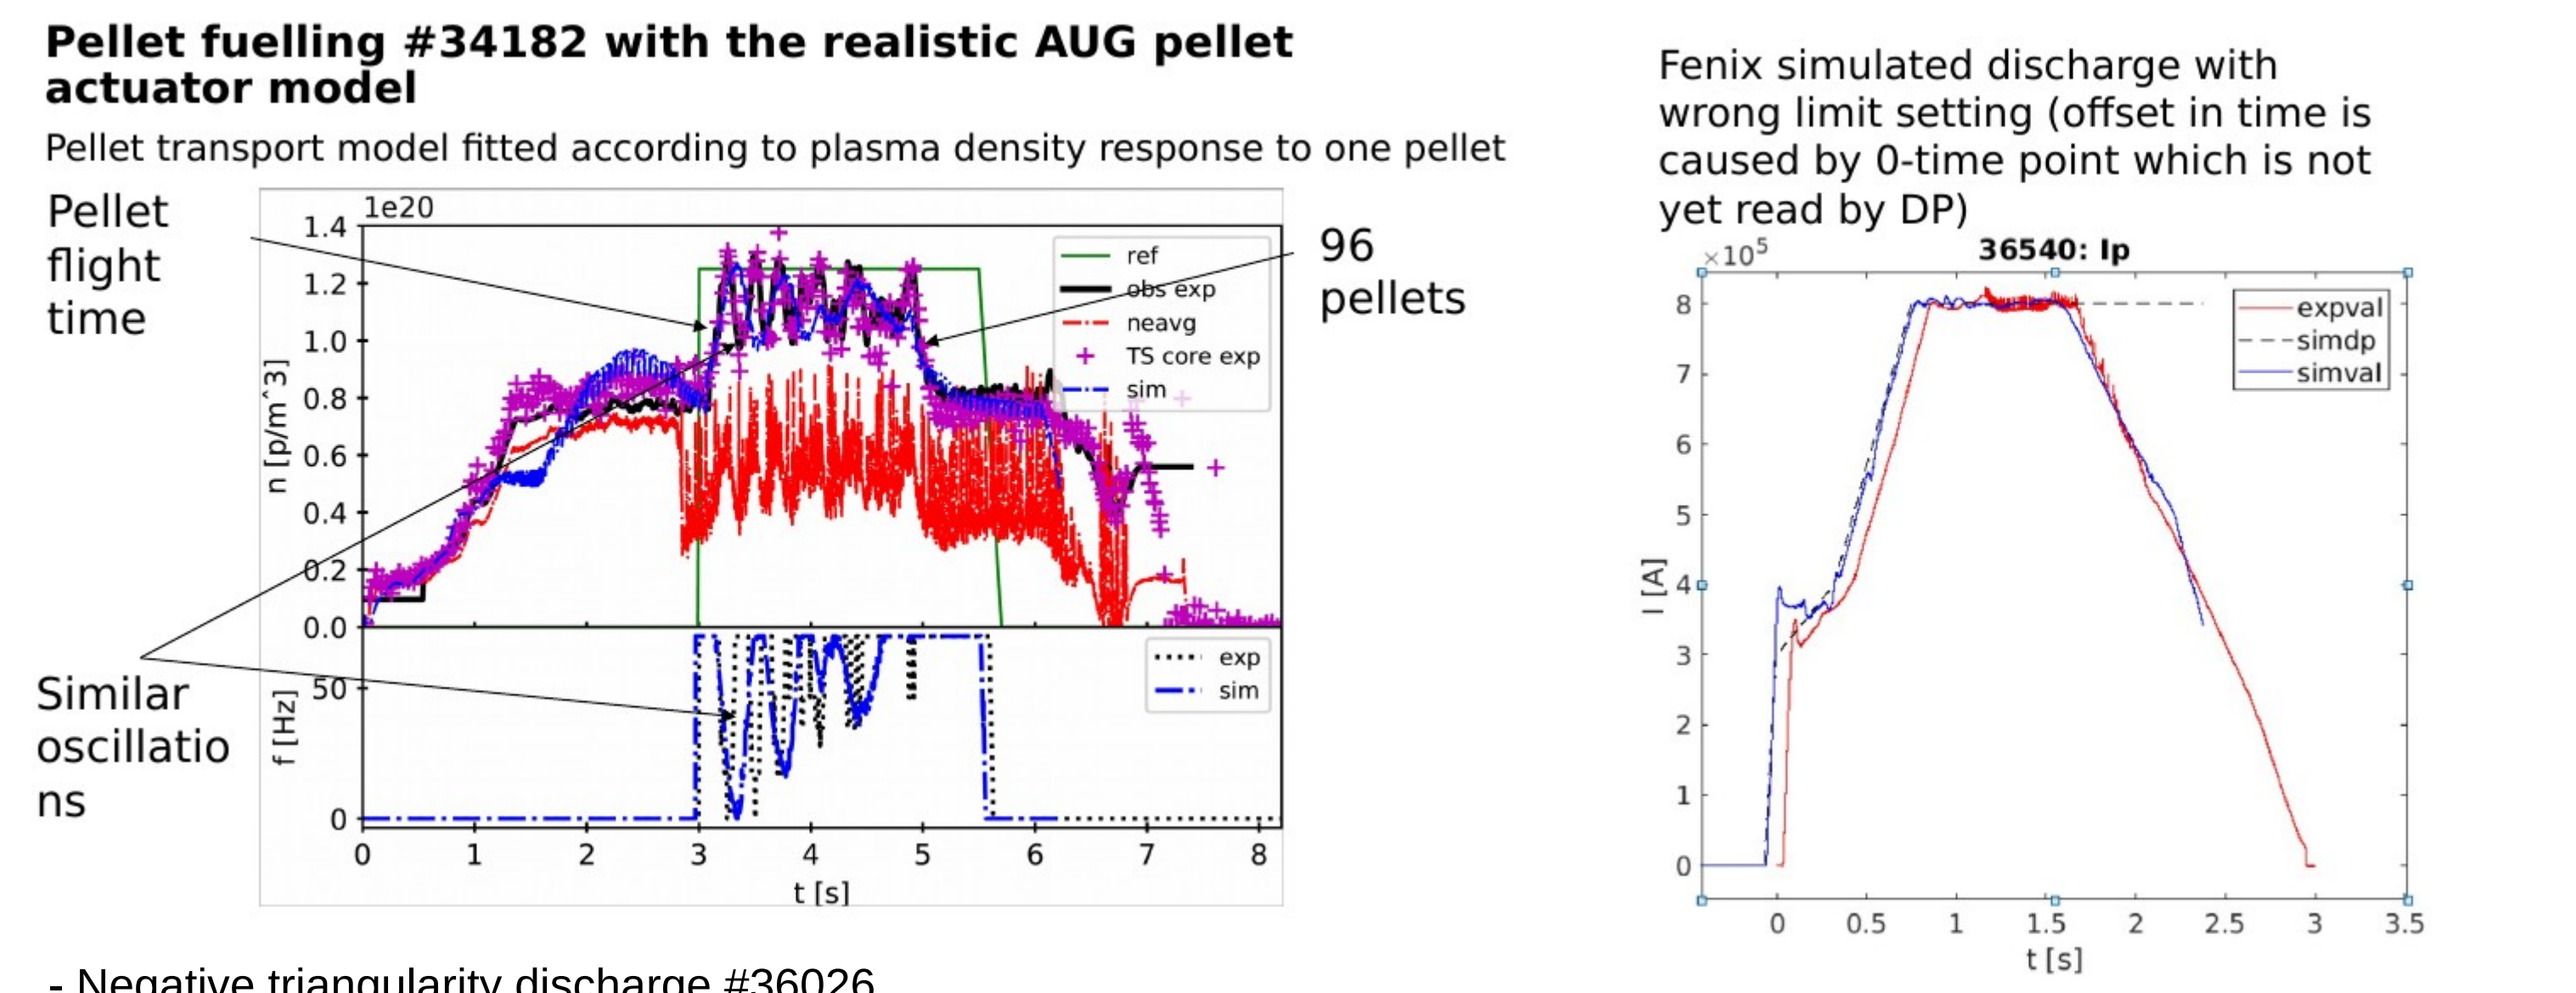 Pellet fuelling #34182 with the realistic AUG pellet
actuator model
Pellet transport model fitted according to plasma density response to one pellet
Pellet
flight
time
1e20
1.4
1.2
1.0
0.8
0.6
0.4
0.2
0.0
n [p/m^3]
ref
obs exp
neavg
TS core exp
sim
96
pellets
Similar
oscillatio
ns
50
0
f [Hz]
exp
sim
0 1 2 3 4 5 6 7 8
t [s]
- Negative triangularity discharge #36026
Fenix simulated discharge with
wrong limit setting (offset in time is
caused by 0-time point which is not
yet read by DP)
×10^5
36540: Ip
8
7
6
5
4
3
2
1
0
I [A]
expval
simdp
simval
0 0.5 1 1.5 2 2.5 3 3.5
t [s]